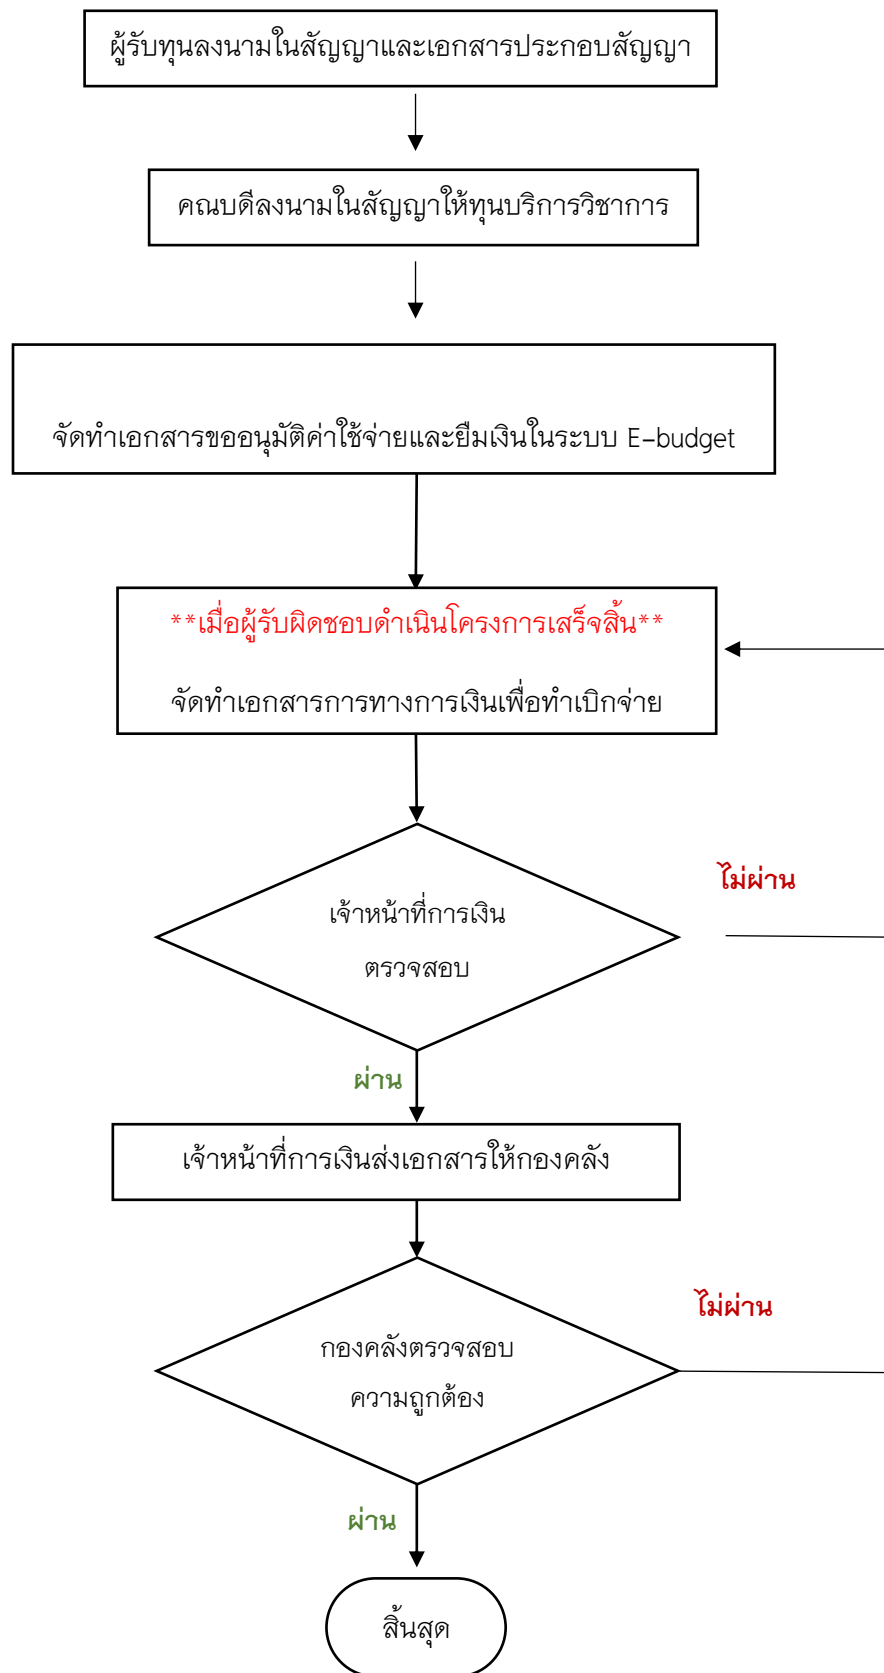 ผู้รับทุนลงนามในสัญญาและเอกสารประกอบสัญญา
คณบดีลงนามในสัญญาให้ทุนบริการวิชาการ
จัดทำเอกสารขออนุมัติค่าใช้จ่ายและยืมเงินในระบบ E-budget
**เมื่อผู้รับผิดชอบดำเนินโครงการเสร็จสิ้น**
จัดทำเอกสารการทางการเงินเพื่อทำเบิกจ่าย
ไม่ผ่าน
เจ้าหน้าที่การเงิน
ตรวจสอบ
ผ่าน
เจ้าหน้าที่การเงินส่งเอกสารให้กองคลัง
ไม่ผ่าน
กองคลังตรวจสอบ
ความถูกต้อง
ผ่าน
สิ้นสุด